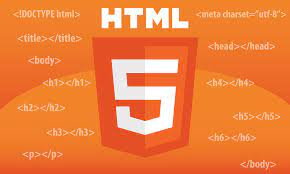 HTML
<!DOCTYPE html>
<meta charset="utf-8">
<title></title>
<head></head>
<body>
<h1></h1>
<h4></h4>
<h2></h2>
<h5></h5>
<h3></h3>
<h6></h6>
<p></p>
</body>
5